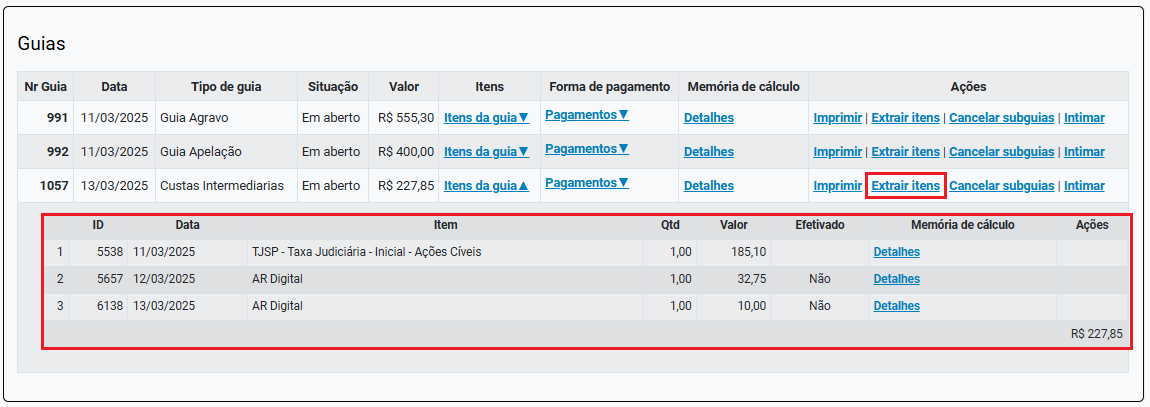 Guias
Nr Guia Data Tipo de guia Situação Valor Itens Forma de pagamento Memória de cálculo Ações
991 11/03/2025 Guia Agravo Em aberto R$ 555,30 Itens da guia▼ Pagamentos▼ Detalhes Imprimir | Extrair itens | Cancelar subguias | Intimar
992 11/03/2025 Guia Apelação Em aberto R$ 400,00 Itens da guia▼ Pagamentos▼ Detalhes Imprimir | Extrair itens | Cancelar subguias | Intimar
1057 13/03/2025 Custas Intermediarias Em aberto R$ 227,85 Itens da guia▲ Pagamentos▼ Detalhes Imprimir | Extrair itens | Cancelar subguias | Intimar
ID Data Item Qtd Valor Efetivado Memória de cálculo Ações
1 5538 11/03/2025 TJSP - Taxa Judiciária - Inicial - Ações Cíveis 1,00 185,10 Detalhes
2 5657 12/03/2025 AR Digital 1,00 32,75 Não Detalhes
3 6138 13/03/2025 AR Digital 1,00 10,00 Não Detalhes
R$ 227,85